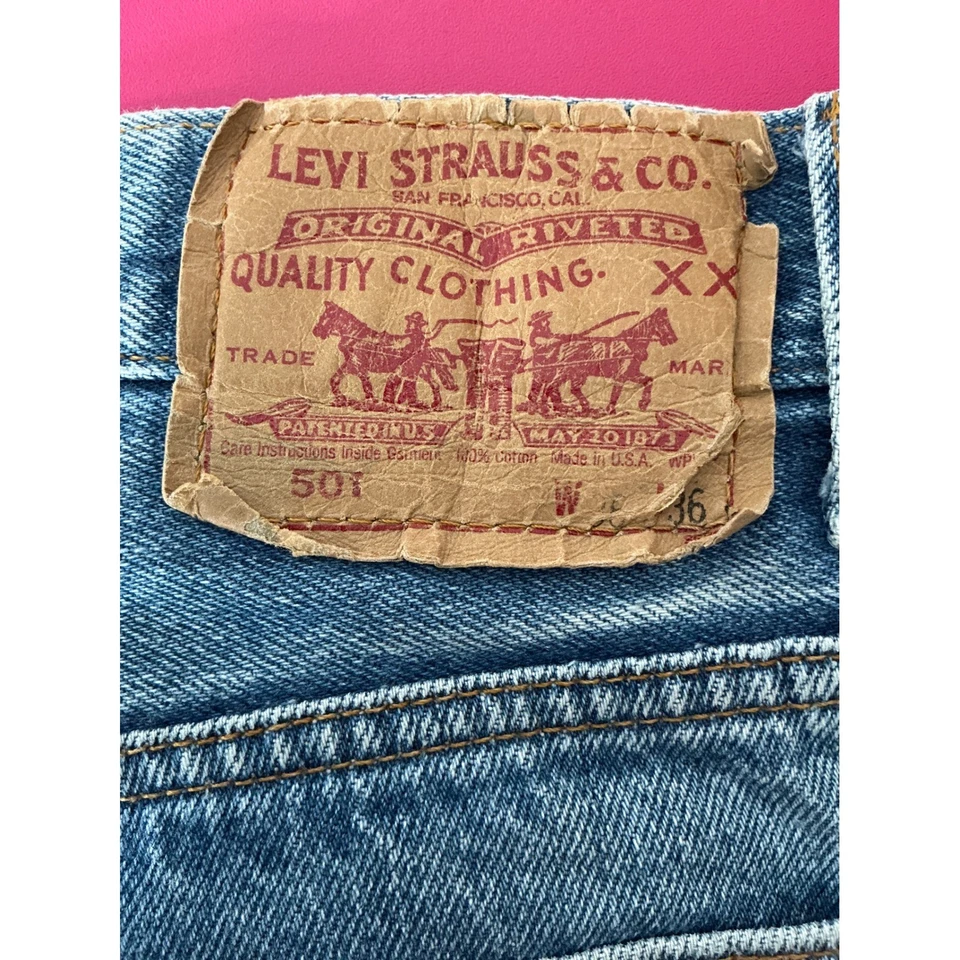 LEVI STRAUSS & CO.
SAN FRANCISCO, CAL.
ORIGINAL RIVETED
QUALITY CLOTHING. XX
TRADE MAR
PATENTED IN U.S. MAY 20 1873
Care Instructions Inside Garment 100% Cotton Made in U.S.A. WPL
501 W 36